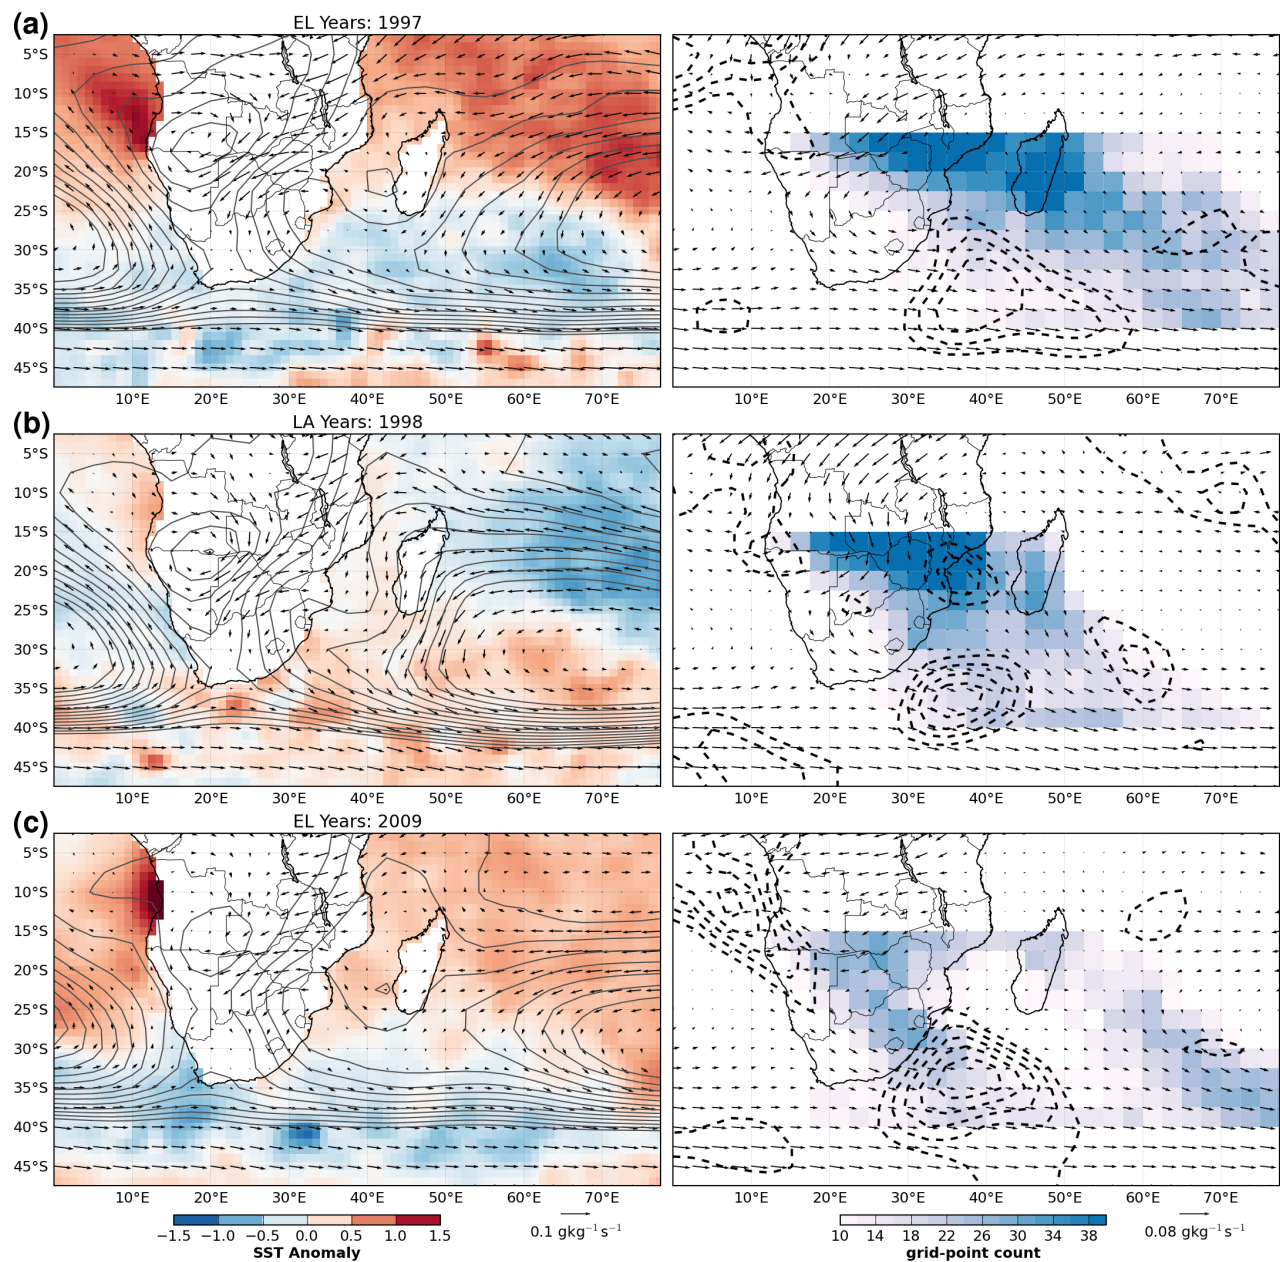 (a)
EL Years: 1997
5°S
10°S
15°S
20°S
25°S
30°S
35°S
40°S
45°S
10°E 20°E 30°E 40°E 50°E 60°E 70°E 10°E 20°E 30°E 40°E 50°E 60°E 70°E
(b)
LA Years: 1998
5°S
10°S
15°S
20°S
25°S
30°S
35°S
40°S
45°S
10°E 20°E 30°E 40°E 50°E 60°E 70°E 10°E 20°E 30°E 40°E 50°E 60°E 70°E
(c)
EL Years: 2009
5°S
10°S
15°S
20°S
25°S
30°S
35°S
40°S
45°S
10°E 20°E 30°E 40°E 50°E 60°E 70°E 10°E 20°E 30°E 40°E 50°E 60°E 70°E
−1.5 −1.0 −0.5 0.0 0.5 1.0 1.5
SST Anomaly
0.1 gkg⁻¹s⁻¹
10 14 18 22 26 30 34 38
grid-point count
0.08 gkg⁻¹s⁻¹